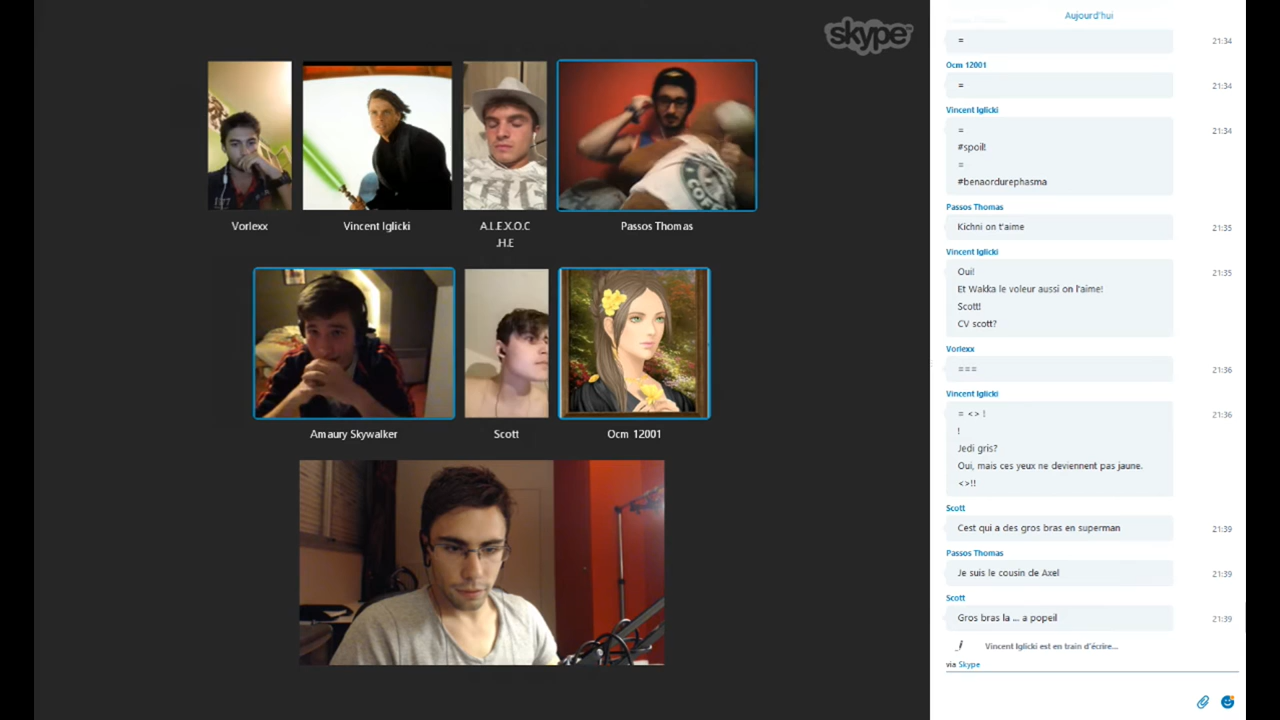 skype
Vorlexx
Vincent Iglicki
A.L.E.X.O.C
.H.E
Passos Thomas
Amaury Skywalker
Scott
Ocm 12001
Aujourd'hui
=
21:34
Ocm 12001
=
21:34
Vincent Iglicki
=
21:34
#spoil!
=
#benaordurephasma
Passos Thomas
Kichni on t'aime
21:35
Vincent Iglicki
Oui!
21:35
Et Wakka le voleur aussi on l'aime!
Scott!
CV scott?
Vorlexx
===
21:36
Vincent Iglicki
= <> !
21:36
!
Jedi gris?
Oui, mais ces yeux ne deviennent pas jaune.
<>!!
Scott
Cest qui a des gros bras en superman
21:39
Passos Thomas
Je suis le cousin de Axel
21:39
Scott
Gros bras la ... a popeil
21:39
Vincent Iglicki est en train d'écrire...
via Skype